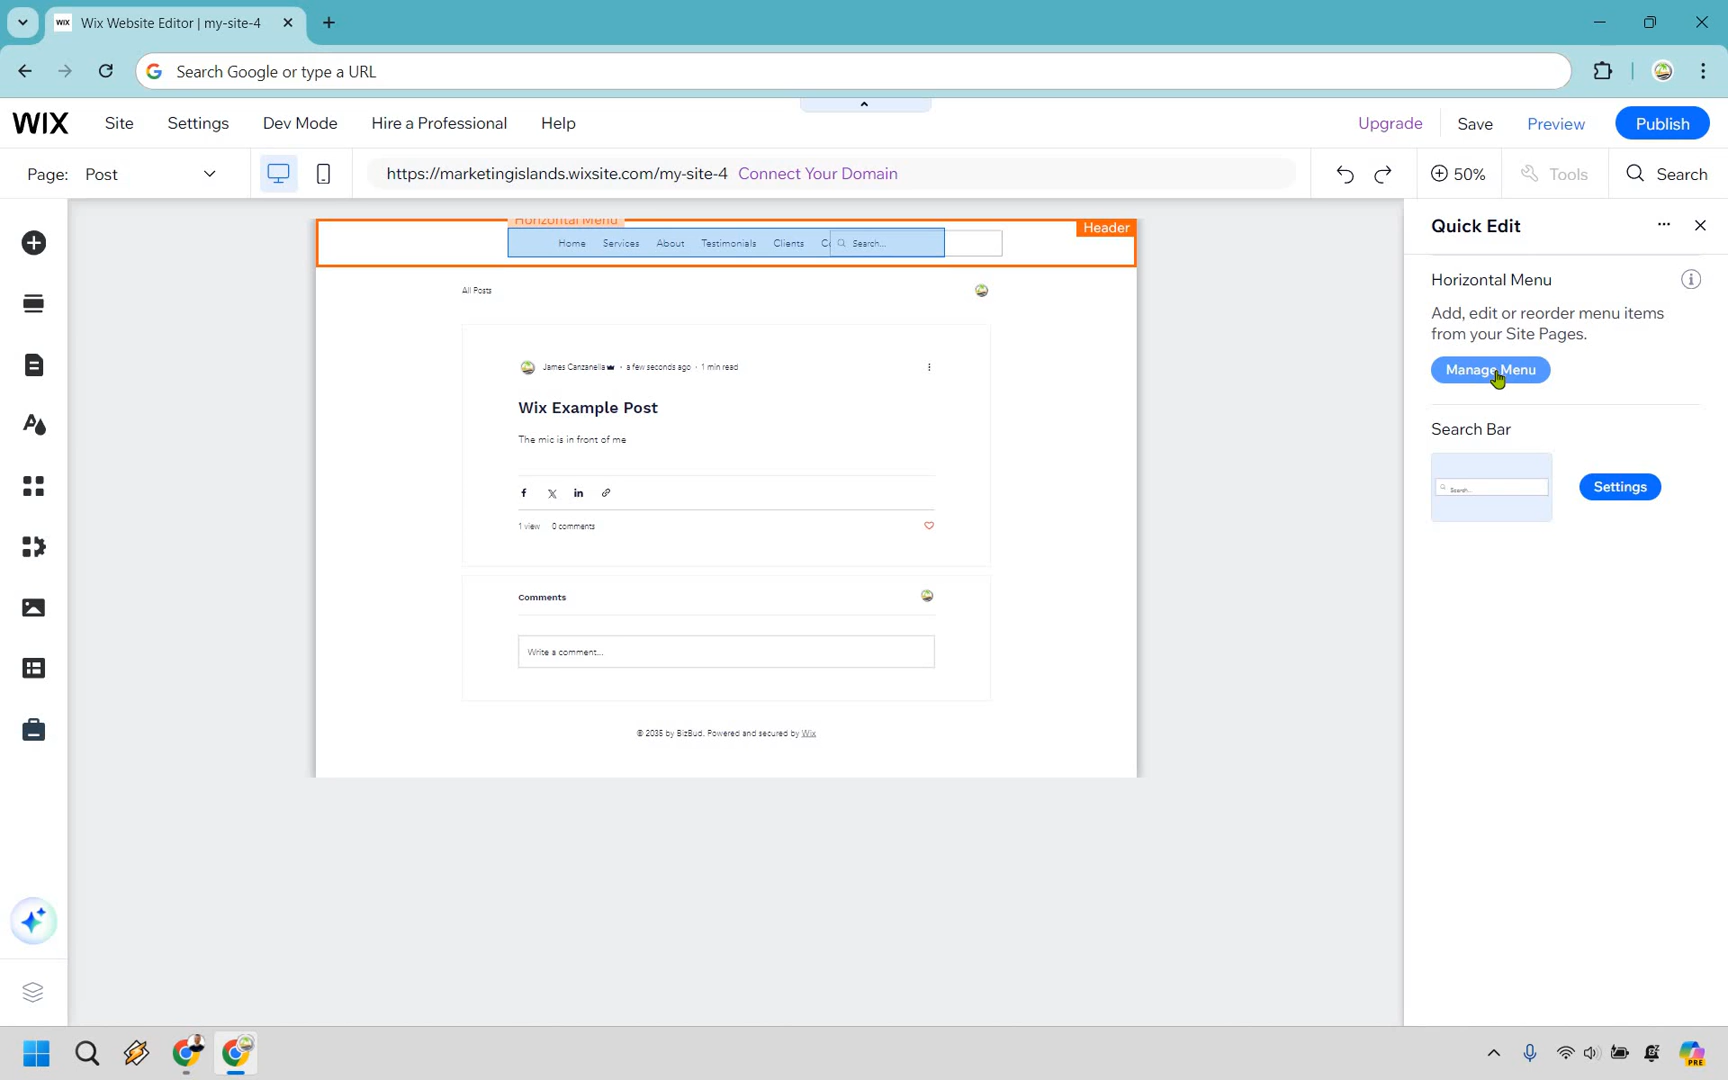 Wix Website Editor | my-site-4
Search Google or type a URL
WIX Site Settings Dev Mode Hire a Professional Help Upgrade Save Preview Publish
Page: Post https://marketingislands.wixsite.com/my-site-4 Connect Your Domain 50% Tools Search
Horizontal Menu
Header
Home Services About Testimonials Clients Search...
All Posts
James Canzanella • a few seconds ago • 1 min read
Wix Example Post
The mic is in front of me
1 view 0 comments
Comments
Write a comment...
© 2035 by BizBud. Powered and secured by Wix
Quick Edit
Horizontal Menu
Add, edit or reorder menu items
from your Site Pages.
Manage Menu
Search Bar
Search...
Settings
PRE